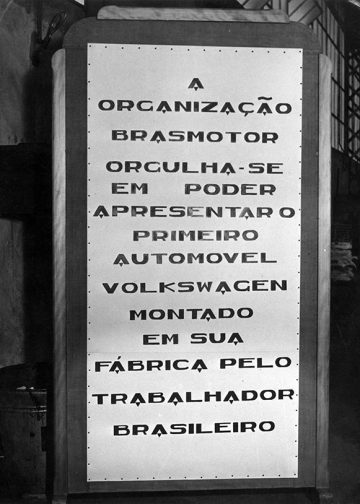 A
ORGANIZAÇÃO
BRASMOTOR
ORGULHA-SE
EM PODER
APRESENTAR O
PRIMEIRO
AUTOMOVEL
VOLKSWAGEN
MONTADO
EM SUA
FÁBRICA PELO
TRABALHADOR
BRASILEIRO